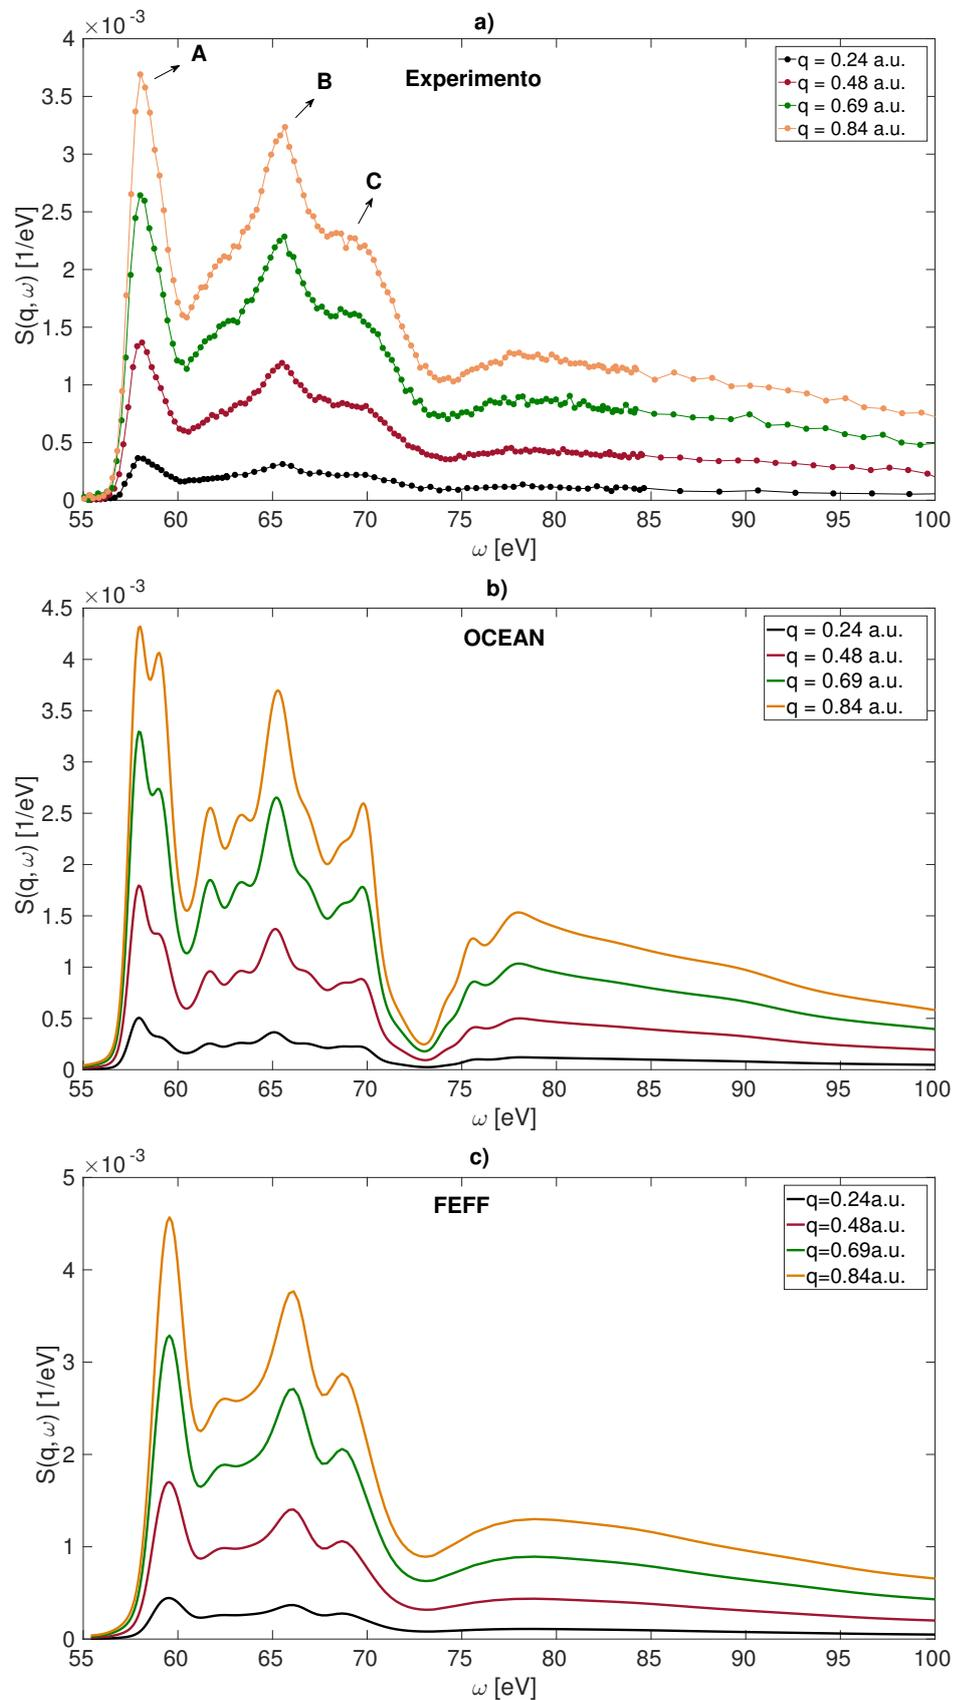 a)
×10⁻³
Experimento
A
B
C
q = 0.24 a.u.
q = 0.48 a.u.
q = 0.69 a.u.
q = 0.84 a.u.
4
3.5
3
2.5
2
1.5
1
0.5
0
S(q, ω) [1/eV]
55 60 65 70 75 80 85 90 95 100
ω [eV]
b)
×10⁻³
OCEAN
q = 0.24 a.u.
q = 0.48 a.u.
q = 0.69 a.u.
q = 0.84 a.u.
4.5
4
3.5
3
2.5
2
1.5
1
0.5
0
S(q, ω) [1/eV]
55 60 65 70 75 80 85 90 95 100
ω [eV]
c)
×10⁻³
FEFF
q=0.24a.u.
q=0.48a.u.
q=0.69a.u.
q=0.84a.u.
5
4
3
2
1
0
S(q, ω) [1/eV]
55 60 65 70 75 80 85 90 95 100
ω [eV]